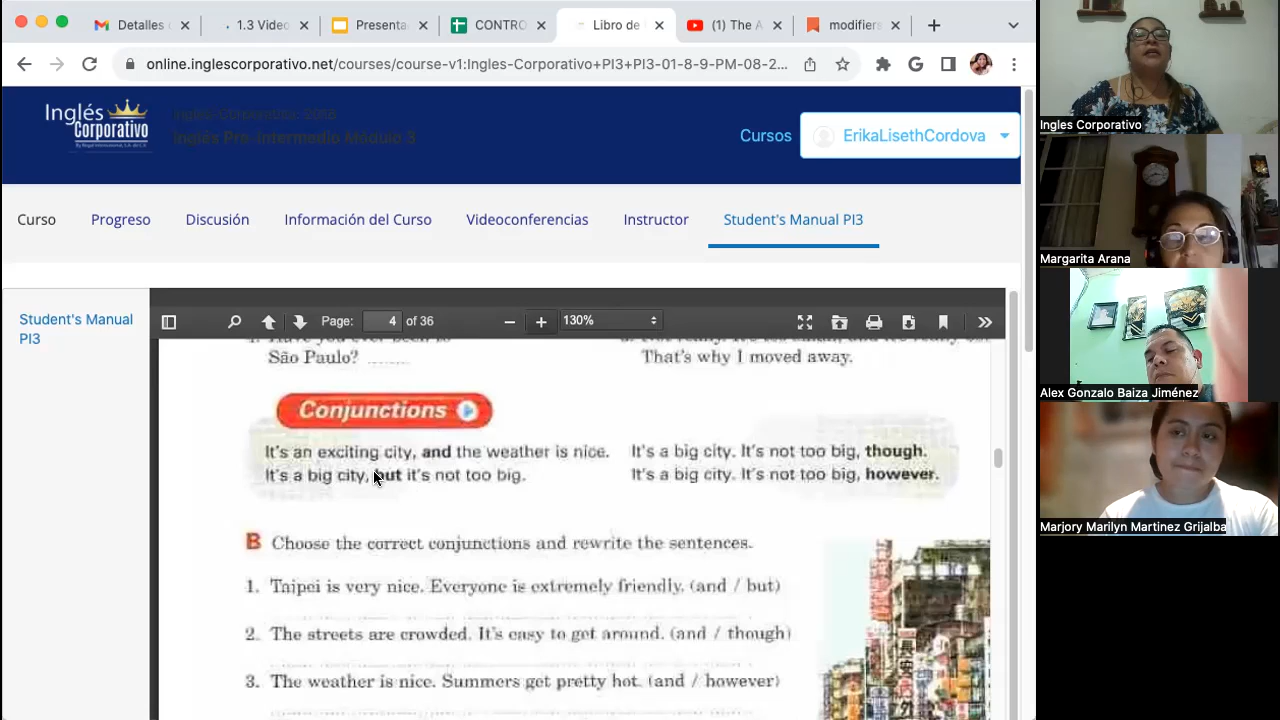 Detalles
1.3 Videc
Presenta
CONTRO
Libro de
(1) The A
modifiers
online.inglescorporativo.net/courses/course-v1:Ingles-Corporativo+PI3+PI3-01-8-9-PM-08-2...
Inglés
Corporativo
Inglés Pre-Intermedio Módulo 3
Cursos
ErikaLisethCordova
Curso
Progreso
Discusión
Información del Curso
Videoconferencias
Instructor
Student's Manual PI3
Student's Manual
PI3
Page:
4
of 36
130%
São Paulo?
That's why I moved away.
Conjunctions
It's an exciting city, and the weather is nice.
It's a big city, but it's not too big.
It's a big city. It's not too big, though.
It's a big city. It's not too big, however.
B Choose the correct conjunctions and rewrite the sentences.
1. Taipei is very nice. Everyone is extremely friendly. (and / but)
2. The streets are crowded. It's easy to get around. (and / though)
3. The weather is nice. Summers get pretty hot. (and / however)
Ingles Corporativo
Margarita Arana
Alex Gonzalo Baiza Jiménez
Marjory Marilyn Martinez Grijalba